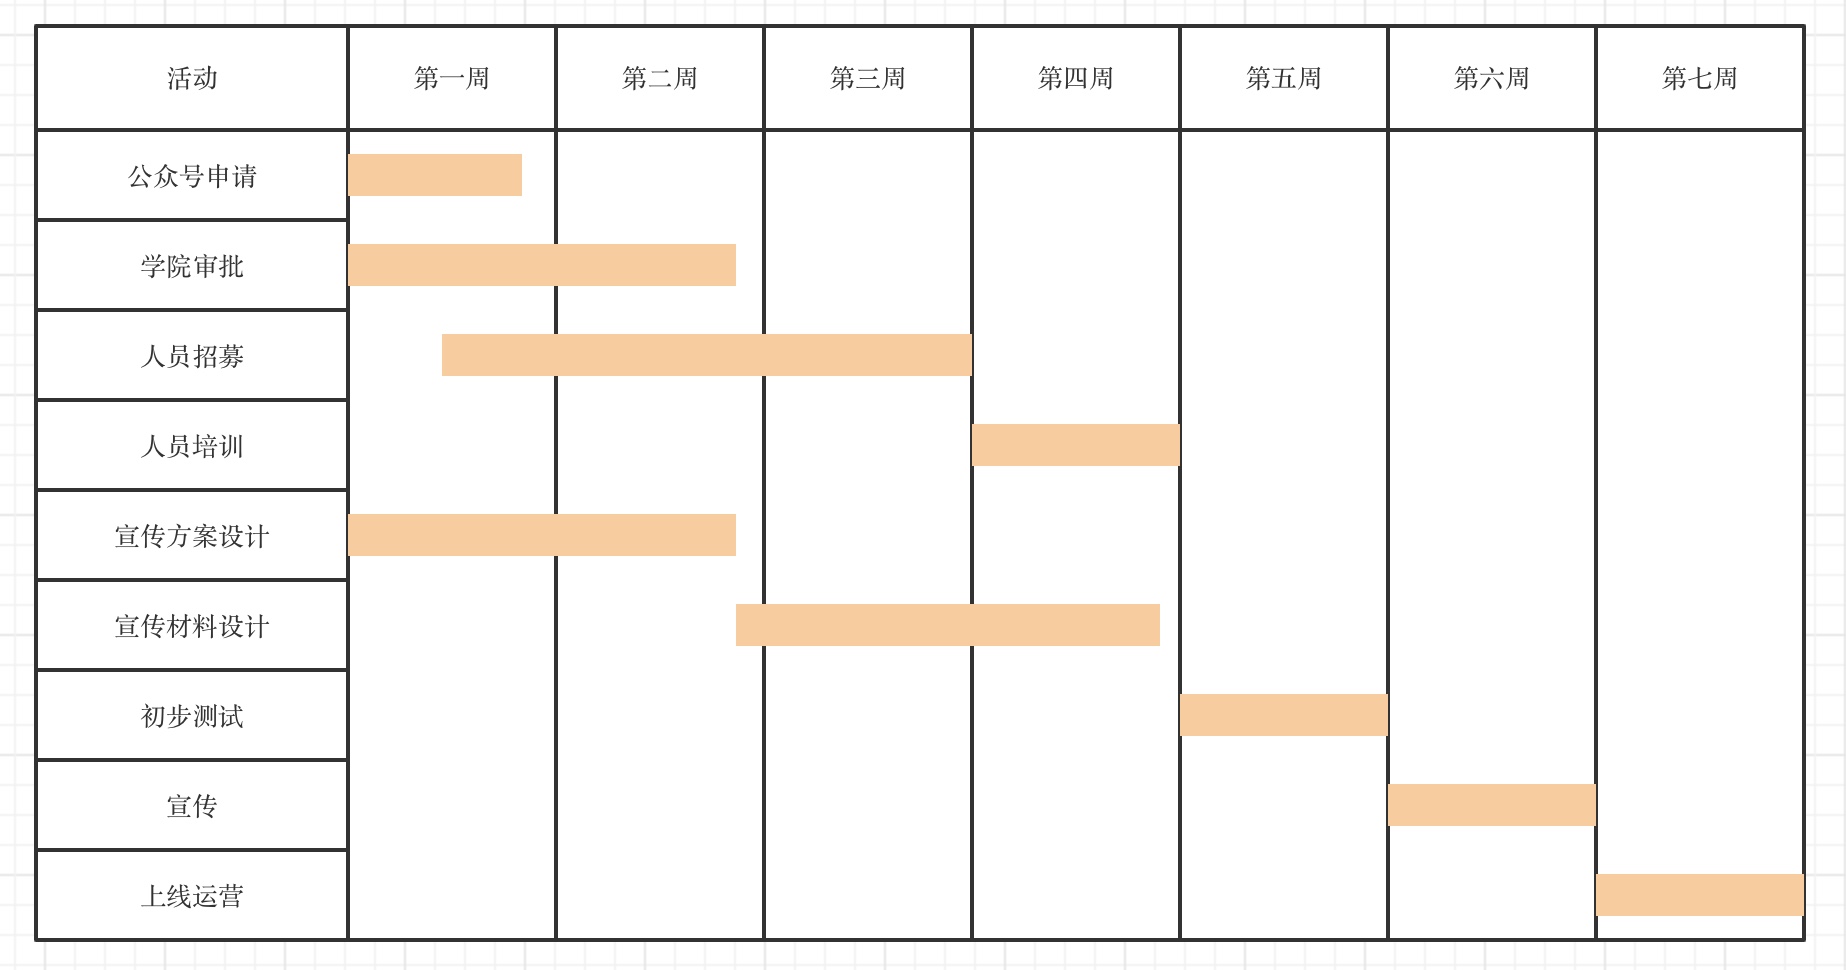 活动 第一周 第二周 第三周 第四周 第五周 第六周 第七周
公众号申请
学院审批
人员招募
人员培训
宣传方案设计
宣传材料设计
初步测试
宣传
上线运营